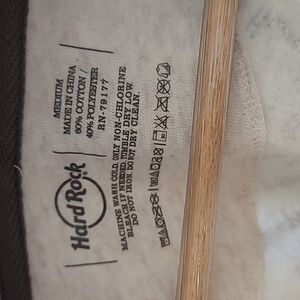 Hard Rock
MEDIUM
MADE IN CHINA
60% COTTON /
40% POLYESTER
RN-79177
MACHINE WASH COLD. ONLY NON-CHLORINE
BLEACH IF NEEDED. TUMBLE DRY LOW
DO NOT IRON. DO NOT DRY CLEAN.